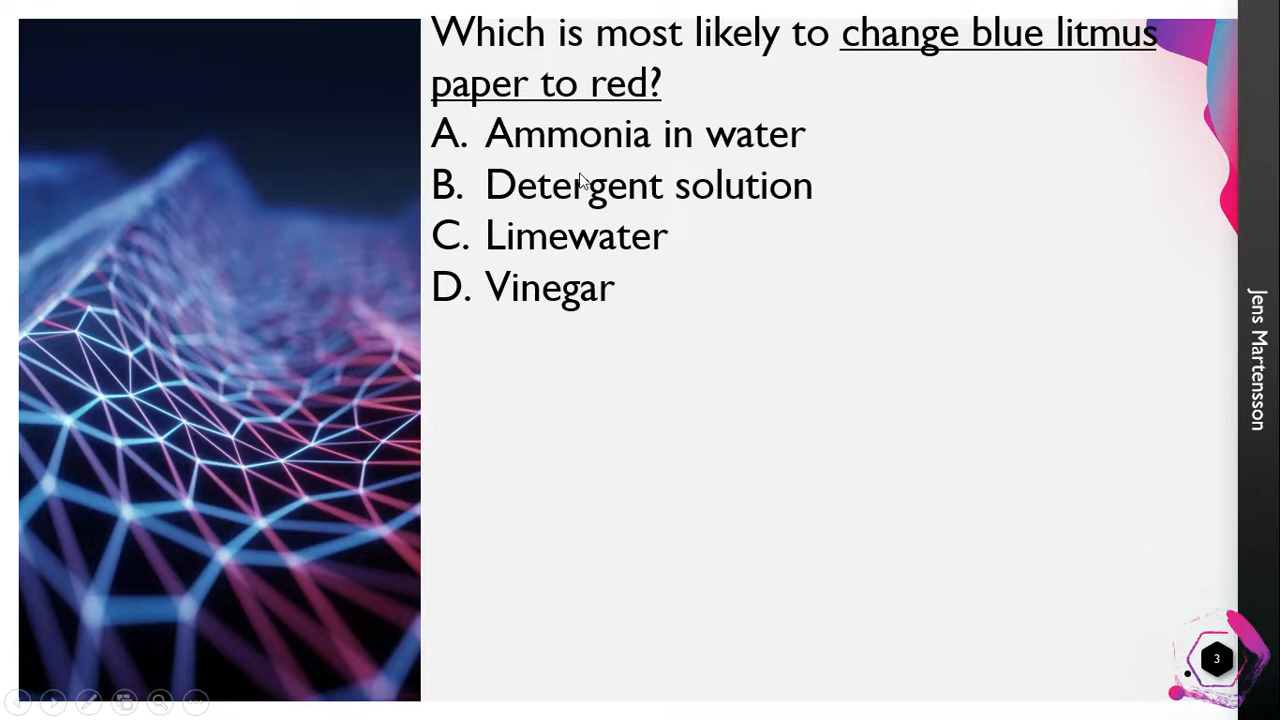 Which is most likely to change blue litmus
paper to red?
A. Ammonia in water
B. Detergent solution
C. Limewater
D. Vinegar
Jens Martensson
3